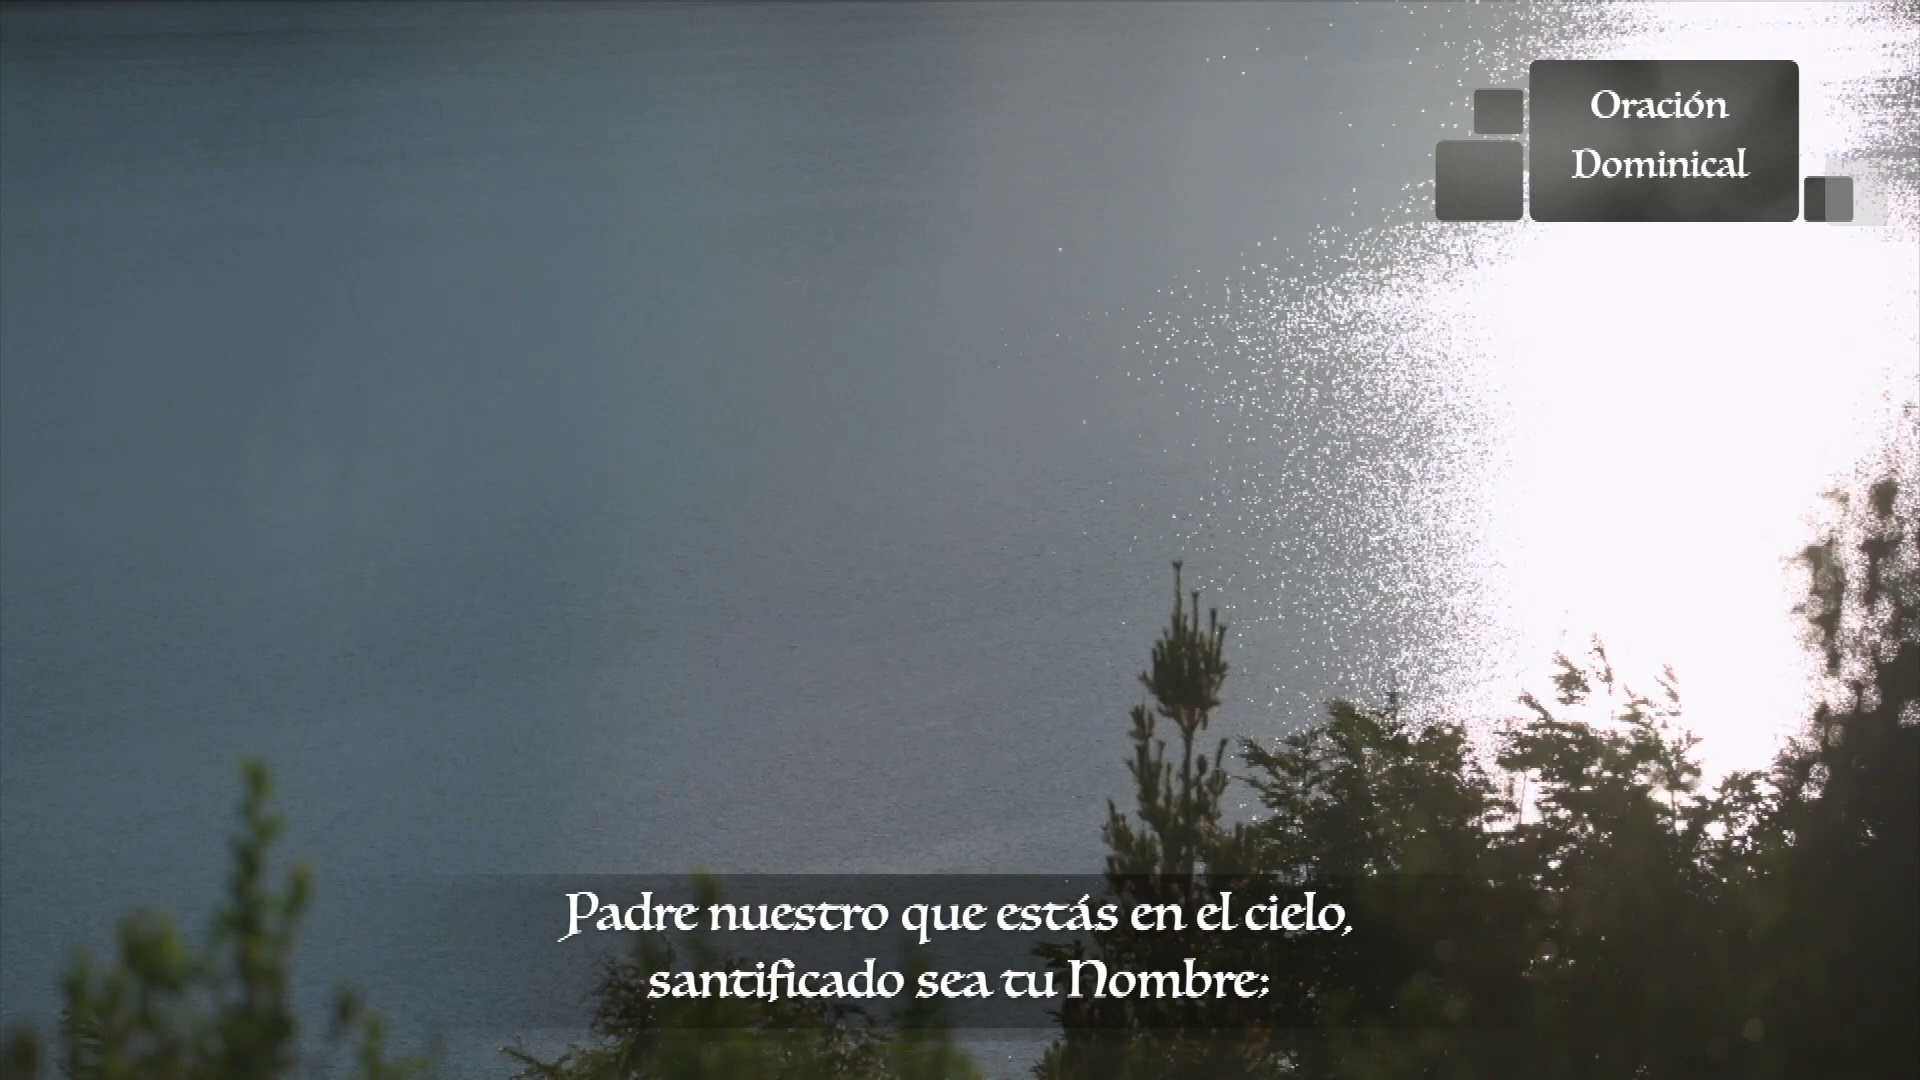 Oración
Dominical
Padre nuestro que estás en el cielo,
santificado sea tu Nombre: